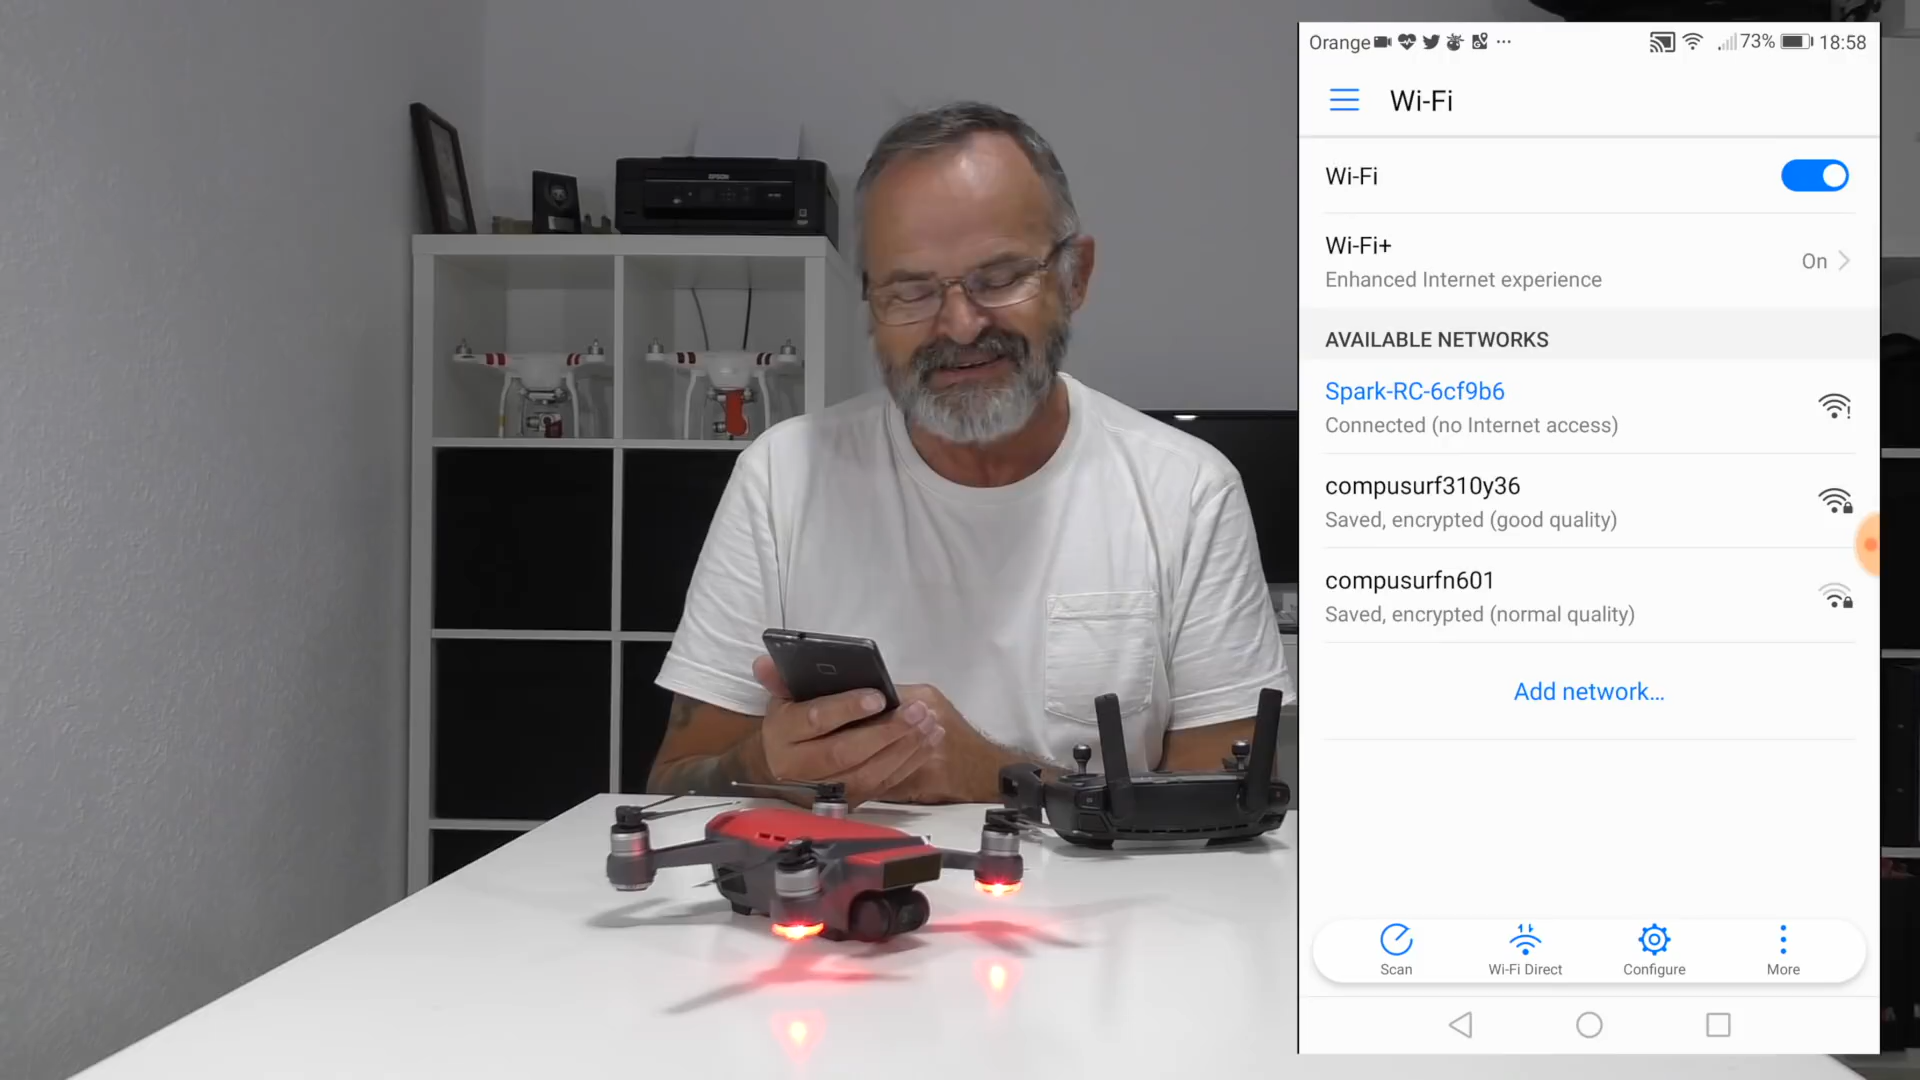 Orange 73% 18:58
Wi-Fi
Wi-Fi
Wi-Fi+
Enhanced Internet experience
On
AVAILABLE NETWORKS
Spark-RC-6cf9b6
Connected (no Internet access)
compusurf310y36
Saved, encrypted (good quality)
compusurfn601
Saved, encrypted (normal quality)
Add network...
Scan
Wi-Fi Direct
Configure
More
EPSON